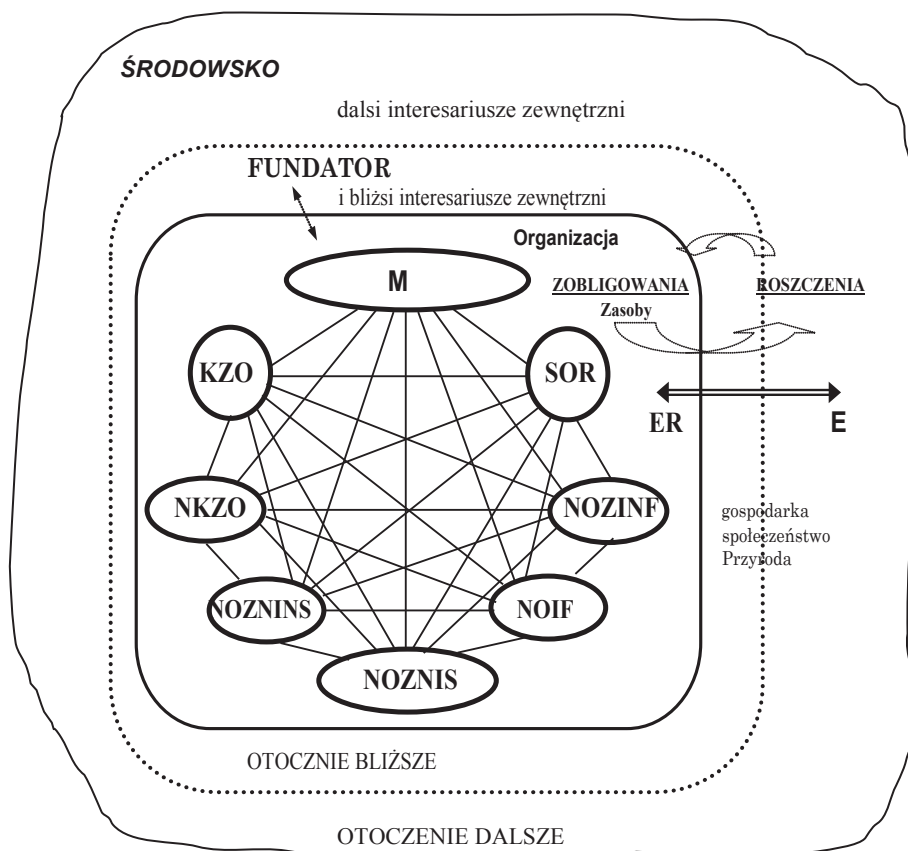 ŚRODOWSKO
dalsi interesariusze zewnętrzni
FUNDATOR
i bliżsi interesariusze zewnętrzni
Organizacja
M
ZOBLIGOWANIA
ROSZCZENIA
Zasoby
KZO
SOR
ER
E
NKZO
NOZINF
gospodarka
społeczeństwo
Przyroda
NOZNINS
NOIF
NOZNIS
OTOCZNIE BLIŻSZE
OTOCZENIE DALSZE